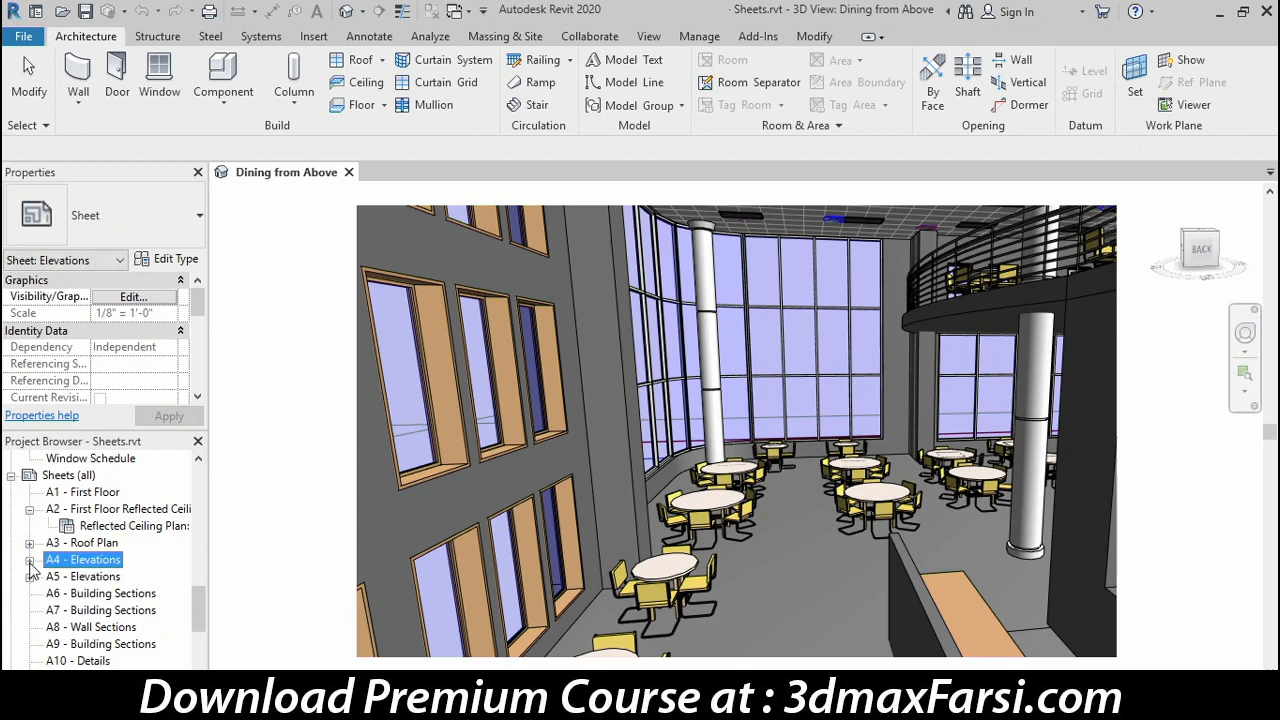 Autodesk Revit 2020
Sheets.rvt - 3D View: Dining from Above
Sign In
File
Architecture
Structure
Steel
Systems
Insert
Annotate
Analyze
Massing & Site
Collaborate
View
Manage
Add-Ins
Modify
Modify
Wall
Door
Window
Component
Column
Roof
Ceiling
Floor
Curtain System
Curtain Grid
Mullion
Railing
Ramp
Stair
Model Text
Model Line
Model Group
Room
Room Separator
Tag Room
Area
Area Boundary
Tag Area
By Face
Shaft
Wall
Vertical
Dormer
Level
Grid
Set
Show
Ref Plane
Viewer
Select
Build
Circulation
Model
Room & Area
Opening
Datum
Work Plane
Properties
Dining from Above
Sheet
Sheet: Elevations
Edit Type
Graphics
Visibility/Grap... Edit...
Scale 1/8" = 1'-0"
Identity Data
Dependency Independent
Referencing S...
Referencing D...
Current Revisi...
Properties help
Apply
Project Browser - Sheets.rvt
Window Schedule
Sheets (all)
A1 - First Floor
A2 - First Floor Reflected Ceili
Reflected Ceiling Plan:
A3 - Roof Plan
A4 - Elevations
A5 - Elevations
A6 - Building Sections
A7 - Building Sections
A8 - Wall Sections
A9 - Building Sections
A10 - Details
BACK
Download Premium Course at : 3dmaxFarsi.com